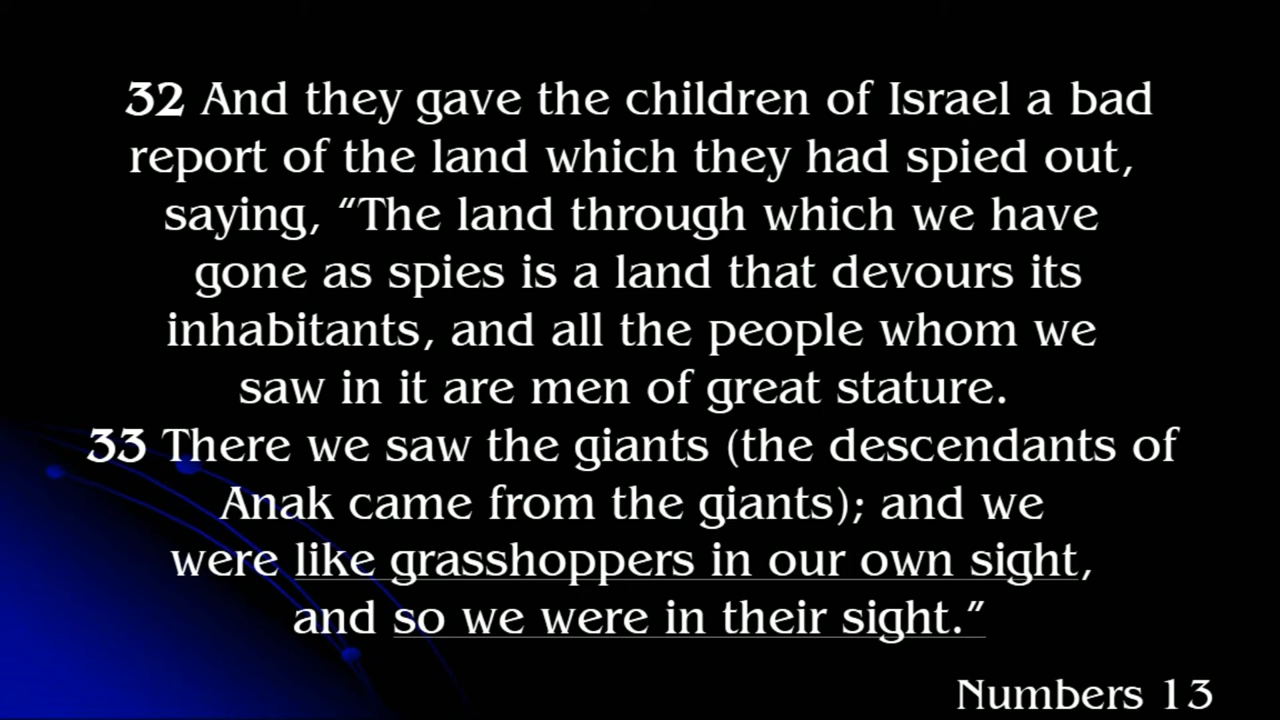 32 And they gave the children of Israel a bad
report of the land which they had spied out,
saying, “The land through which we have
gone as spies is a land that devours its
inhabitants, and all the people whom we
saw in it are men of great stature.
33 There we saw the giants (the descendants of
Anak came from the giants); and we
were like grasshoppers in our own sight,
and so we were in their sight.”
Numbers 13